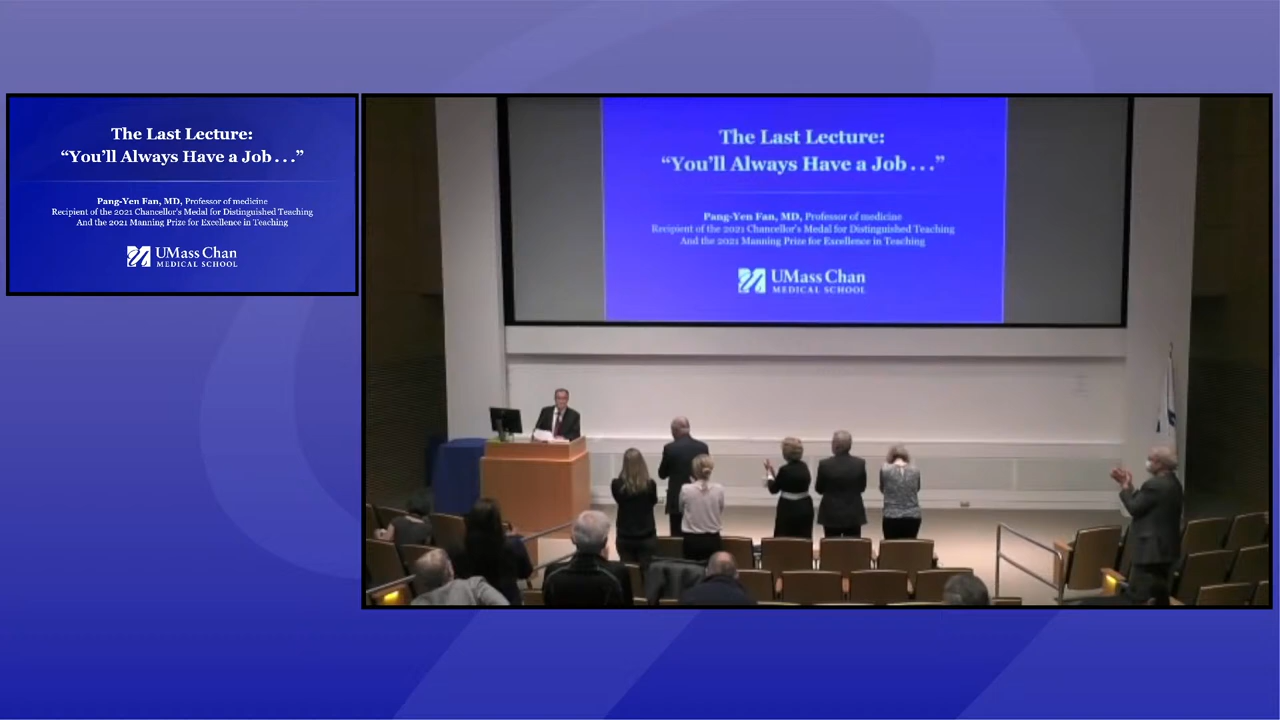 The Last Lecture:
“You’ll Always Have a Job . . .”
Pang-Yen Fan, MD, Professor of medicine
Recipient of the 2021 Chancellor’s Medal for Distinguished Teaching
And the 2021 Manning Prize for Excellence in Teaching
UMass Chan
MEDICAL SCHOOL
The Last Lecture:
“You’ll Always Have a Job . . .”
Pang-Yen Fan, MD, Professor of medicine
Recipient of the 2021 Chancellor’s Medal for Distinguished Teaching
And the 2021 Manning Prize for Excellence in Teaching
UMass Chan
MEDICAL SCHOOL